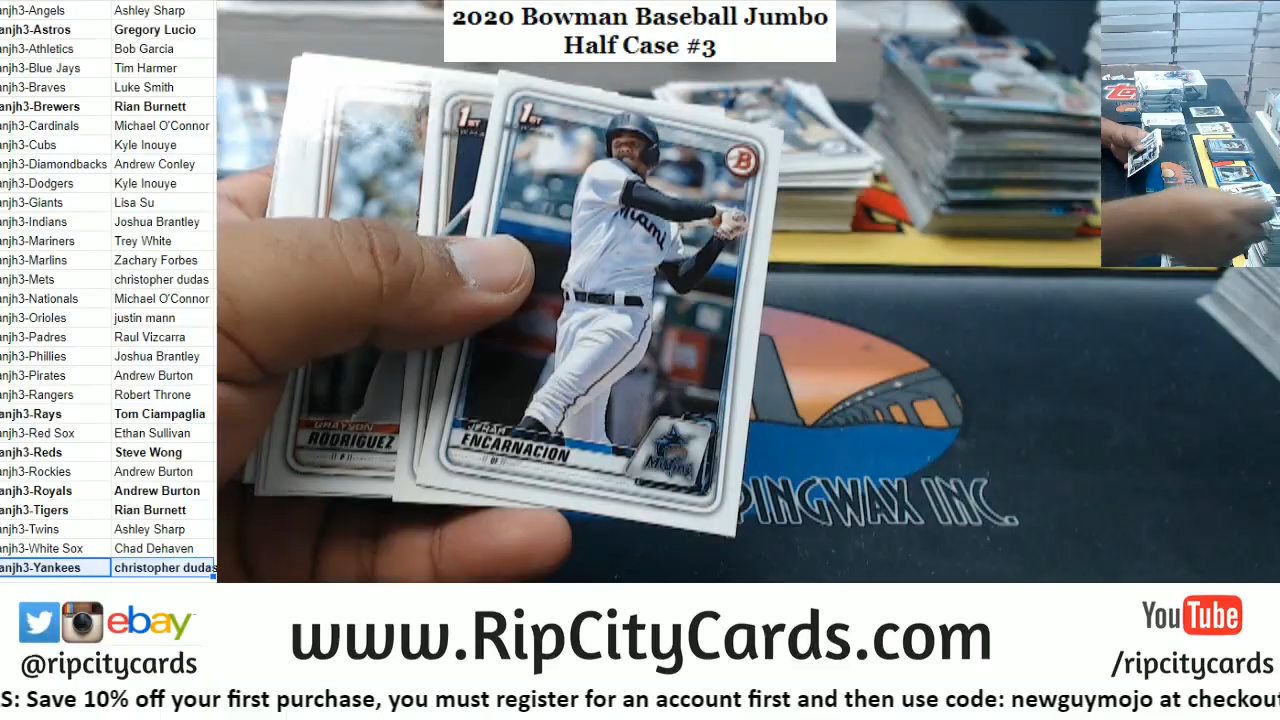 2020 Bowman Baseball Jumbo
Half Case #3
anjh3-Angels Ashley Sharp
anjh3-Astros Gregory Lucio
anjh3-Athletics Bob Garcia
anjh3-Blue Jays Tim Harmer
anjh3-Braves Luke Smith
anjh3-Brewers Rian Burnett
anjh3-Cardinals Michael O'Connor
anjh3-Cubs Kyle Inouye
anjh3-Diamondbacks Andrew Conley
anjh3-Dodgers Kyle Inouye
anjh3-Giants Lisa Su
anjh3-Indians Joshua Brantley
anjh3-Mariners Trey White
anjh3-Marlins Zachary Forbes
anjh3-Mets christopher dudas
anjh3-Nationals Michael O'Connor
anjh3-Orioles justin mann
anjh3-Padres Raul Vizcarra
anjh3-Phillies Joshua Brantley
anjh3-Pirates Andrew Burton
anjh3-Rangers Robert Throne
anjh3-Rays Tom Ciampaglia
anjh3-Red Sox Ethan Sullivan
anjh3-Reds Steve Wong
anjh3-Rockies Andrew Burton
anjh3-Royals Andrew Burton
anjh3-Tigers Rian Burnett
anjh3-Twins Ashley Sharp
anjh3-White Sox Chad Dehaven
anjh3-Yankees christopher dudas
1ST
1ST
B
Miami
GRAYSON
RODRIGUEZ
P
ENCARNACION
OF
Marlins
PINGWAX INC.
ebay
@ripcitycards
www.RipCityCards.com
YouTube
/ripcitycards
S: Save 10% off your first purchase, you must register for an account first and then use code: newguymojo at checkout